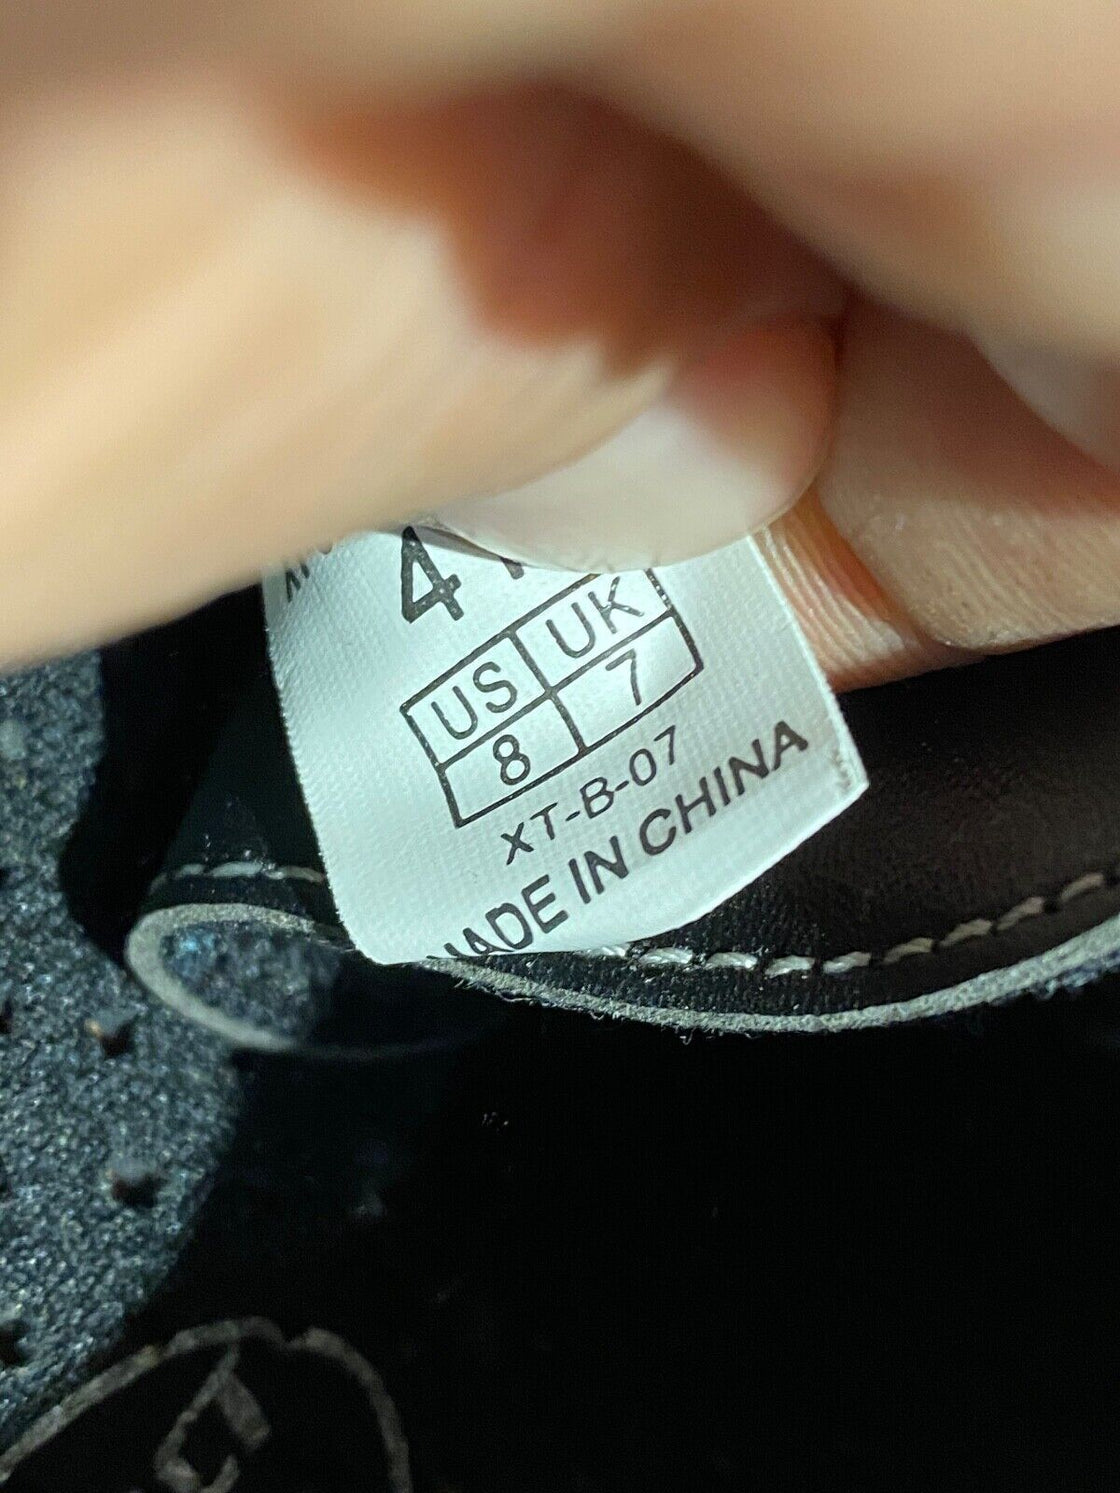 US UK
8 7
XT-B-07
MADE IN CHINA